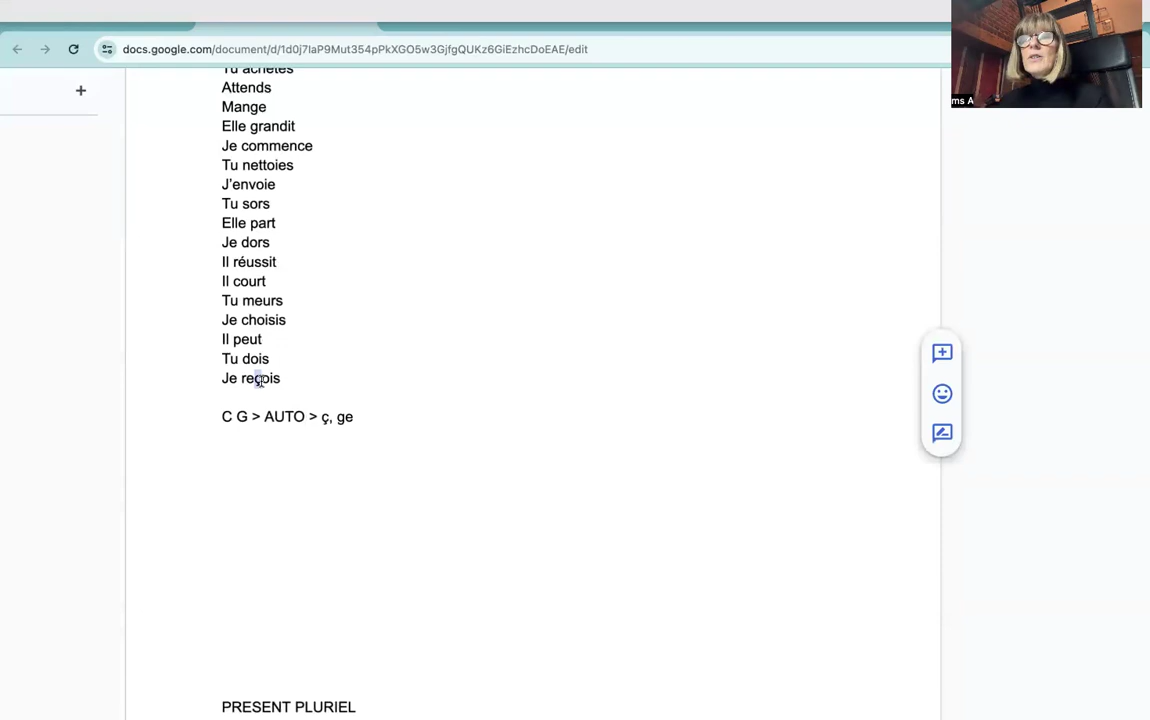 docs.google.com/document/d/1d0j7IaP9Mut354pPkXGO5w3GjfgQUKz6GiEzhcDoEAE/edit
ms A
Tu achètes
Attends
Mange
Elle grandit
Je commence
Tu nettoies
J'envoie
Tu sors
Elle part
Je dors
Il réussit
Il court
Tu meurs
Je choisis
Il peut
Tu dois
Je reçois
C G > AUTO > ç, ge
PRESENT PLURIEL